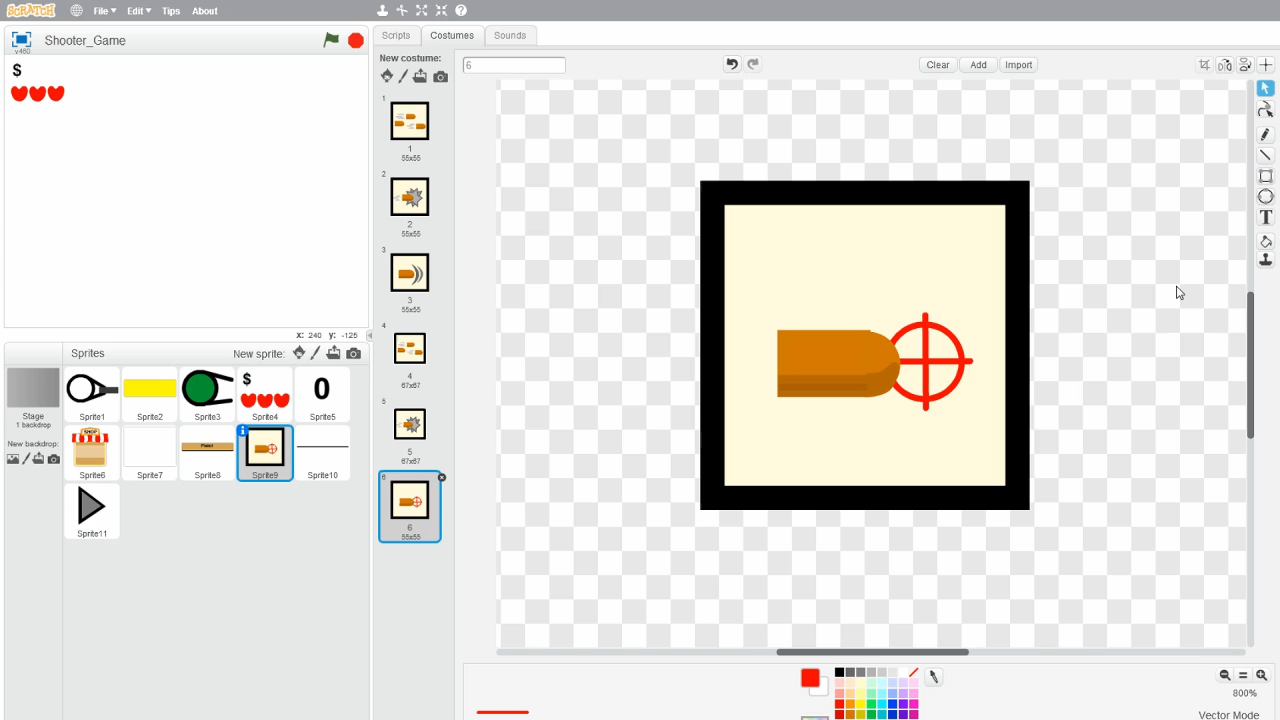 SCRATCH File Edit Tips About
v460 Shooter_Game
$
x: 240 y: -125
Sprites New sprite:
Stage
1 backdrop
New backdrop:
Sprite1 Sprite2 Sprite3 Sprite4 Sprite5
$
0
SHOP
Sprite6 Sprite7 Sprite8 Sprite9 Sprite10
Sprite11
Scripts Costumes Sounds
New costume:
1
1
55x55
2
2
55x55
3
3
55x55
4
4
67x67
5
5
67x67
6
6
55x55
6 Clear Add Import
T
800%
Vector Mode